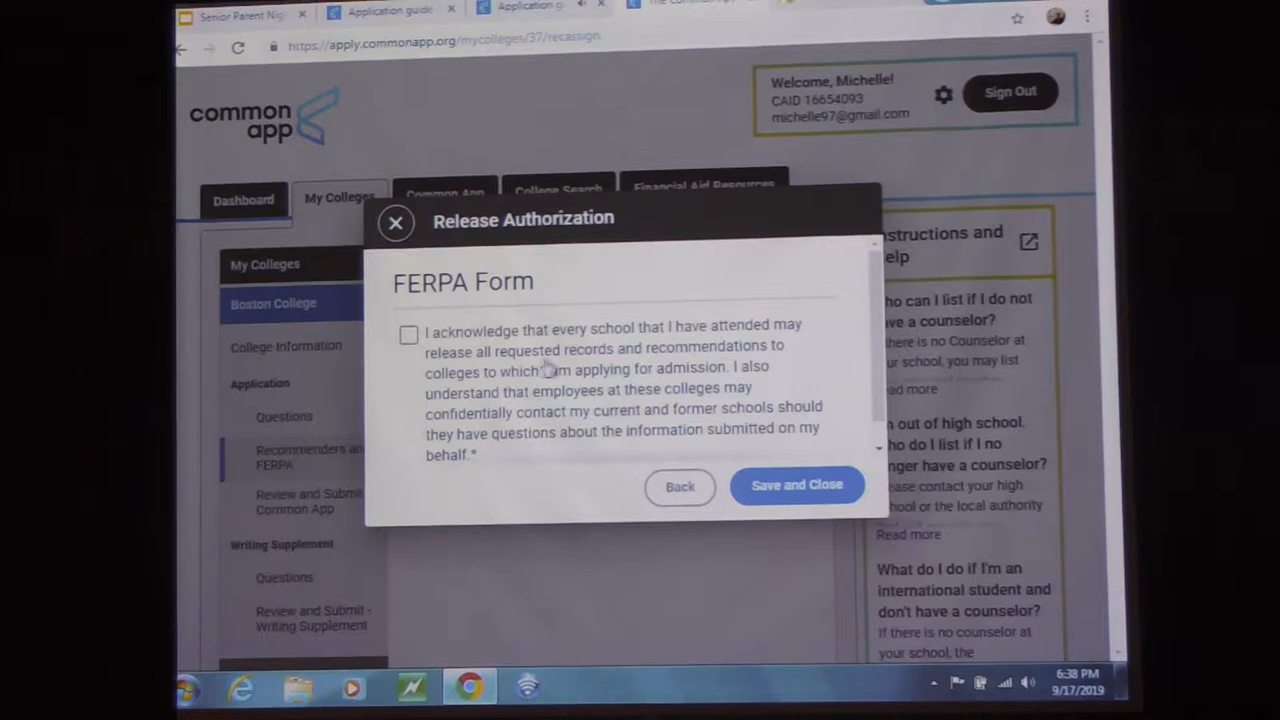 Senior Parent Nig
Application guide
Application g
https://apply.commonapp.org/mycolleges/37/recassign
common
app
Welcome, Michelle!
CAID 16654093
michelle97@gmail.com
Sign Out
Dashboard
My Colleges
Common App
College Search
Financial Aid Resources
My Colleges
Boston College
College Information
Application
Questions
Recommenders an
FERPA
Review and Submit
Common App
Writing Supplement
Questions
Review and Submit -
Writing Supplement
Release Authorization
FERPA Form
I acknowledge that every school that I have attended may
release all requested records and recommendations to
colleges to which am applying for admission. I also
understand that employees at these colleges may
confidentially contact my current and former schools should
they have questions about the information submitted on my
behalf.*
Back
Save and Close
nstructions and
elp
ho can I list if I do not
ve a counselor?
there is no Counselor at
ur school, you may list
ad more
n out of high school.
ho do I list if I no
nger have a counselor?
ease contact your high
hool or the local authority
Read more
What do I do if I'm an
international student and
don't have a counselor?
If there is no counselor at
your school, the
6:38 PM
9/17/2019